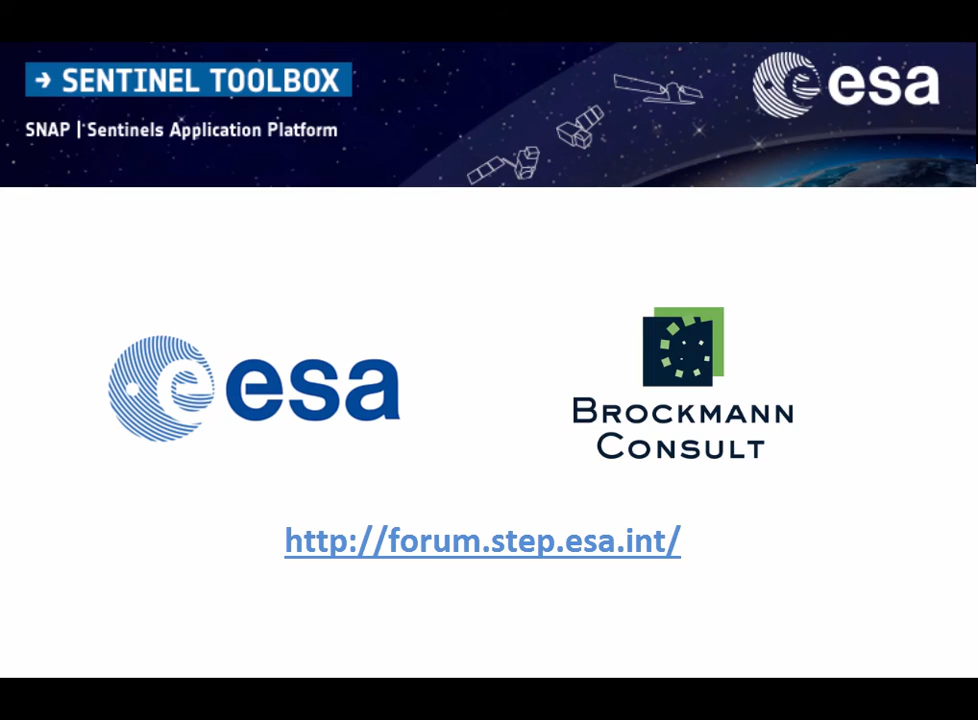 → SENTINEL TOOLBOX
SNAP | Sentinels Application Platform
esa
esa
BROCKMANN
CONSULT
http://forum.step.esa.int/